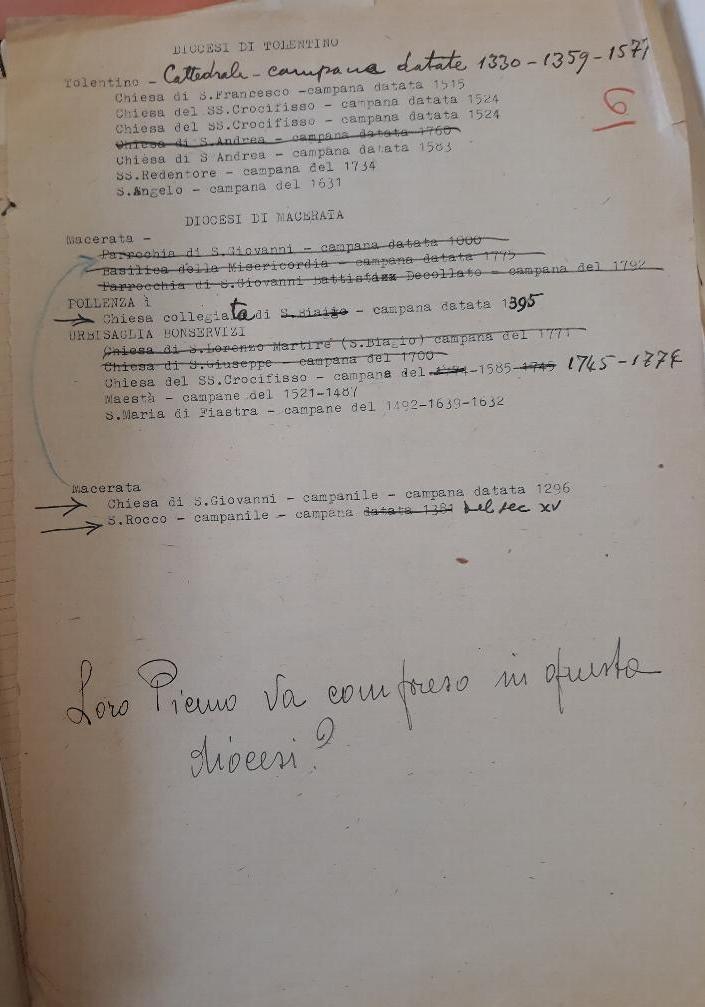 DIOCESI DI TOLENTINO
Tolentino - Cattedrale - campana datate 1330-1359-1577
Chiesa di S.Francesco -campana datata 1515
Chiesa del SS.Crocifisso - campana datata 1524
Chiesa del SS.Crocifisso - campana datata 1524
6
Chiesa di S.Andrea - campana datata 1760
Chiesa di S Andrea - campana datata 1583
SS.Redentore - campana del 1734
S.Angelo - campana del 1631
DIOCESI DI MACERATA
Macerata -
Parrochia di S.Giovanni - campana datata 1000
Basilica della Misericordia - campana datata 1775
Parrocchia di S.Giovanni Decollato - campana del 1792
POLLENZA ì
Chiesa collegiata di S.Biagio - campana datata 1395
URBISAGLIA BONSERVIZI
Chiesa di S.Lorenzo Martire (S.Biagio) campana del 1771
Chiesa di S.Giuseppe - campana del 1700
Chiesa del SS.Crocifisso - campana del -1585- 1745 1745-1774
Maestà - campane del 1521-1487
S.Maria di Fiastra - campane del 1492-1639-1632
Macerata
Chiesa di S.Giovanni - campanile - campana datata 1296
S.Rocco - campanile - campana datata 1381 del sec XV
Loro Piceno va compreso in questa
diocesi?